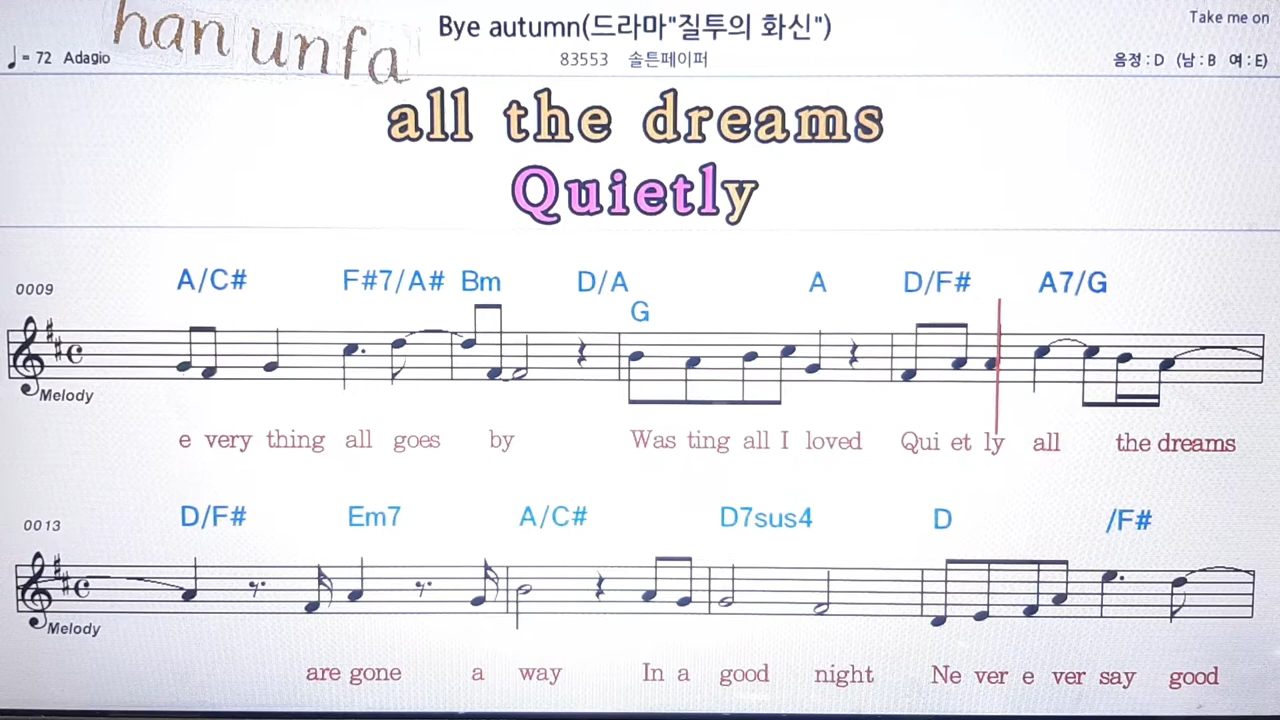 han unfa
Bye autumn(드라마"질투의 화신")
Take me on
♩= 72 Adagio
83553 솔튼페이퍼
음정 : D (남 : B 여 : E)
all the dreams
Quietly
0009
A/C# F#7/A# Bm D/A G A D/F# A7/G
Melody
e very thing all goes by Was ting all I loved Qui et ly all the dreams
0013
D/F# Em7 A/C# D7sus4 D /F#
Melody
are gone a way In a good night Ne ver e ver say good